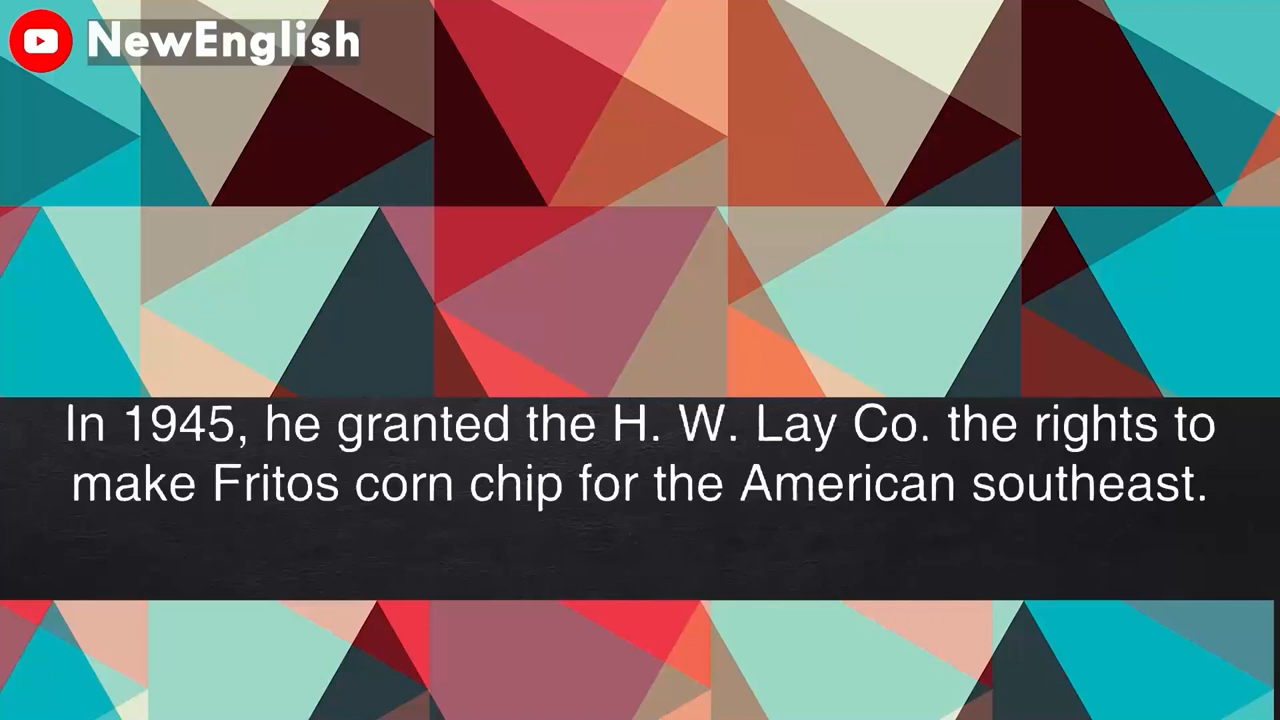 NewEnglish
In 1945, he granted the H. W. Lay Co. the rights to
make Fritos corn chip for the American southeast.